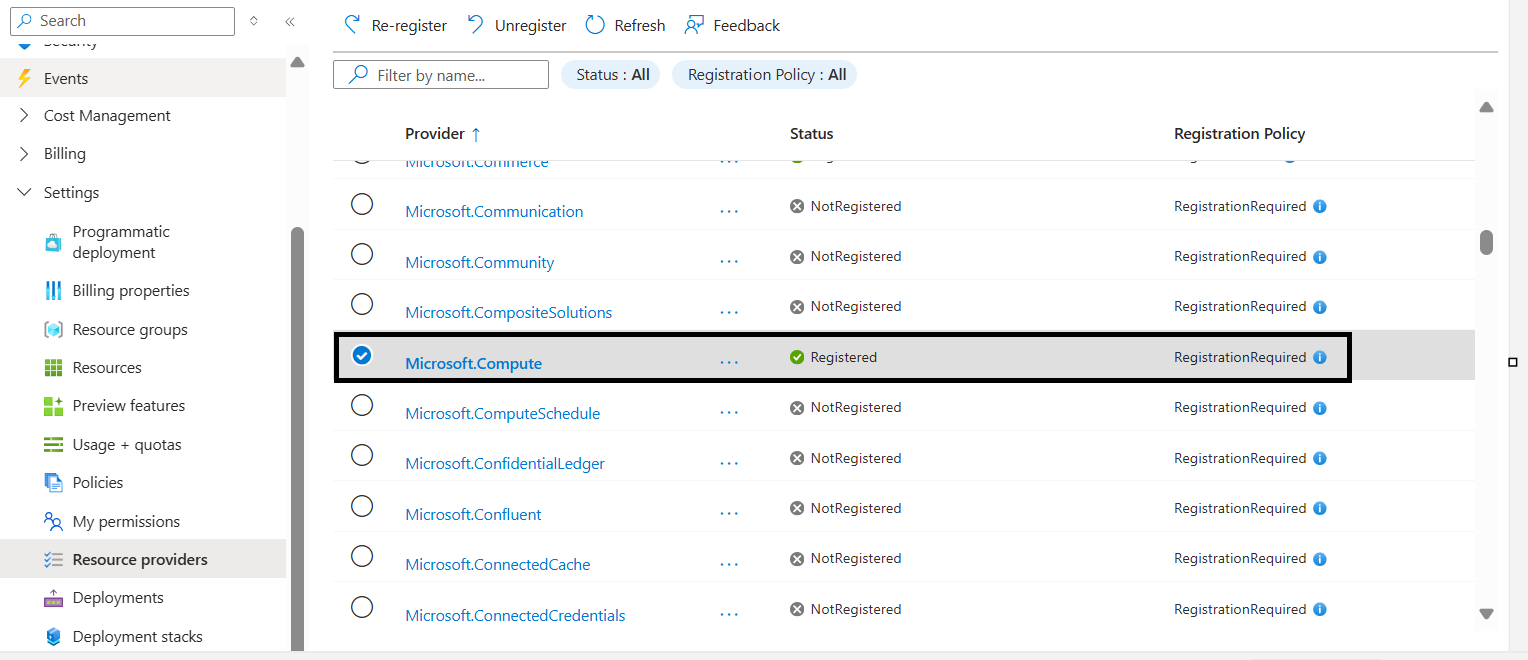 Search
Security
Events
Cost Management
Billing
Settings
Programmatic
deployment
Billing properties
Resource groups
Resources
Preview features
Usage + quotas
Policies
My permissions
Resource providers
Deployments
Deployment stacks
Re-register Unregister Refresh Feedback
Filter by name... Status : All Registration Policy : All
Provider ↑ Status Registration Policy
Microsoft.Commerce ...
Microsoft.Communication ... NotRegistered RegistrationRequired
Microsoft.Community ... NotRegistered RegistrationRequired
Microsoft.CompositeSolutions ... NotRegistered RegistrationRequired
Microsoft.Compute ... Registered RegistrationRequired
Microsoft.ComputeSchedule ... NotRegistered RegistrationRequired
Microsoft.ConfidentialLedger ... NotRegistered RegistrationRequired
Microsoft.Confluent ... NotRegistered RegistrationRequired
Microsoft.ConnectedCache ... NotRegistered RegistrationRequired
Microsoft.ConnectedCredentials ... NotRegistered RegistrationRequired